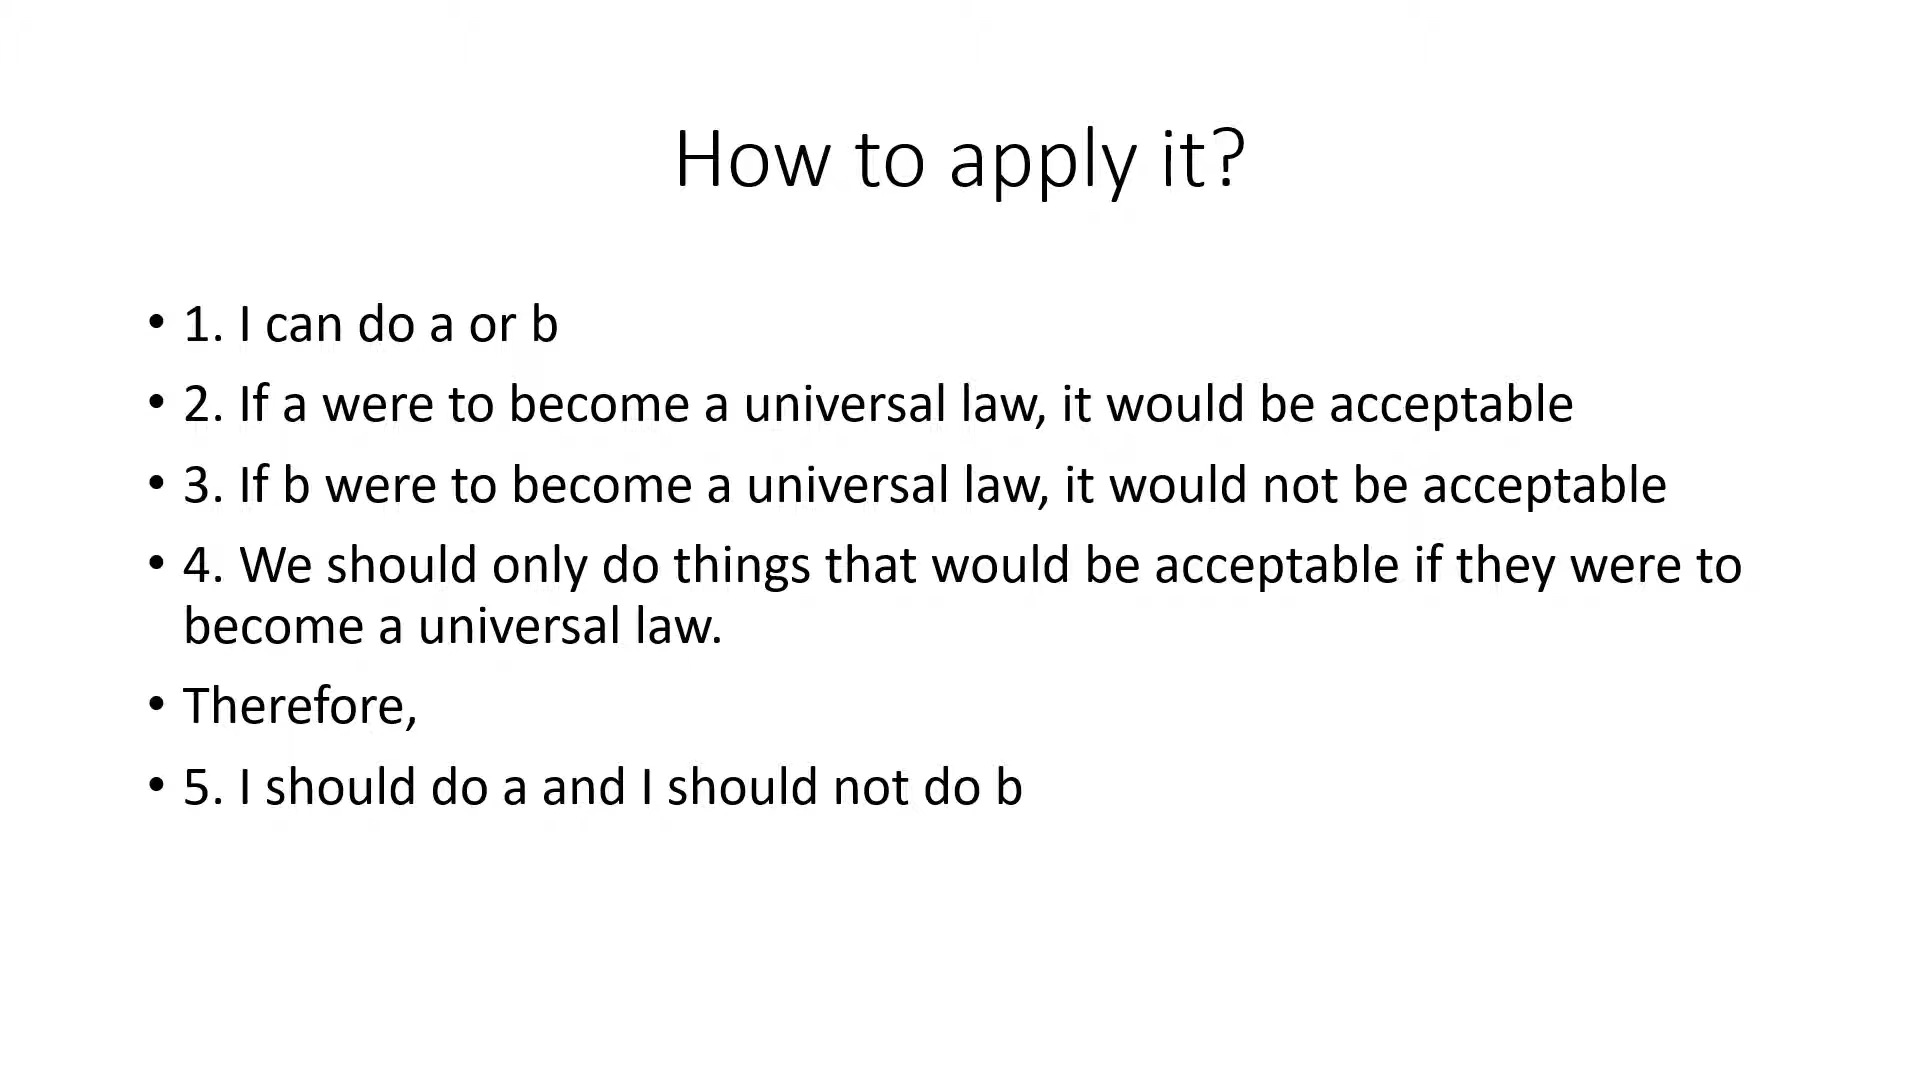 How to apply it?
• 1. I can do a or b
• 2. If a were to become a universal law, it would be acceptable
• 3. If b were to become a universal law, it would not be acceptable
• 4. We should only do things that would be acceptable if they were to
become a universal law.
• Therefore,
• 5. I should do a and I should not do b